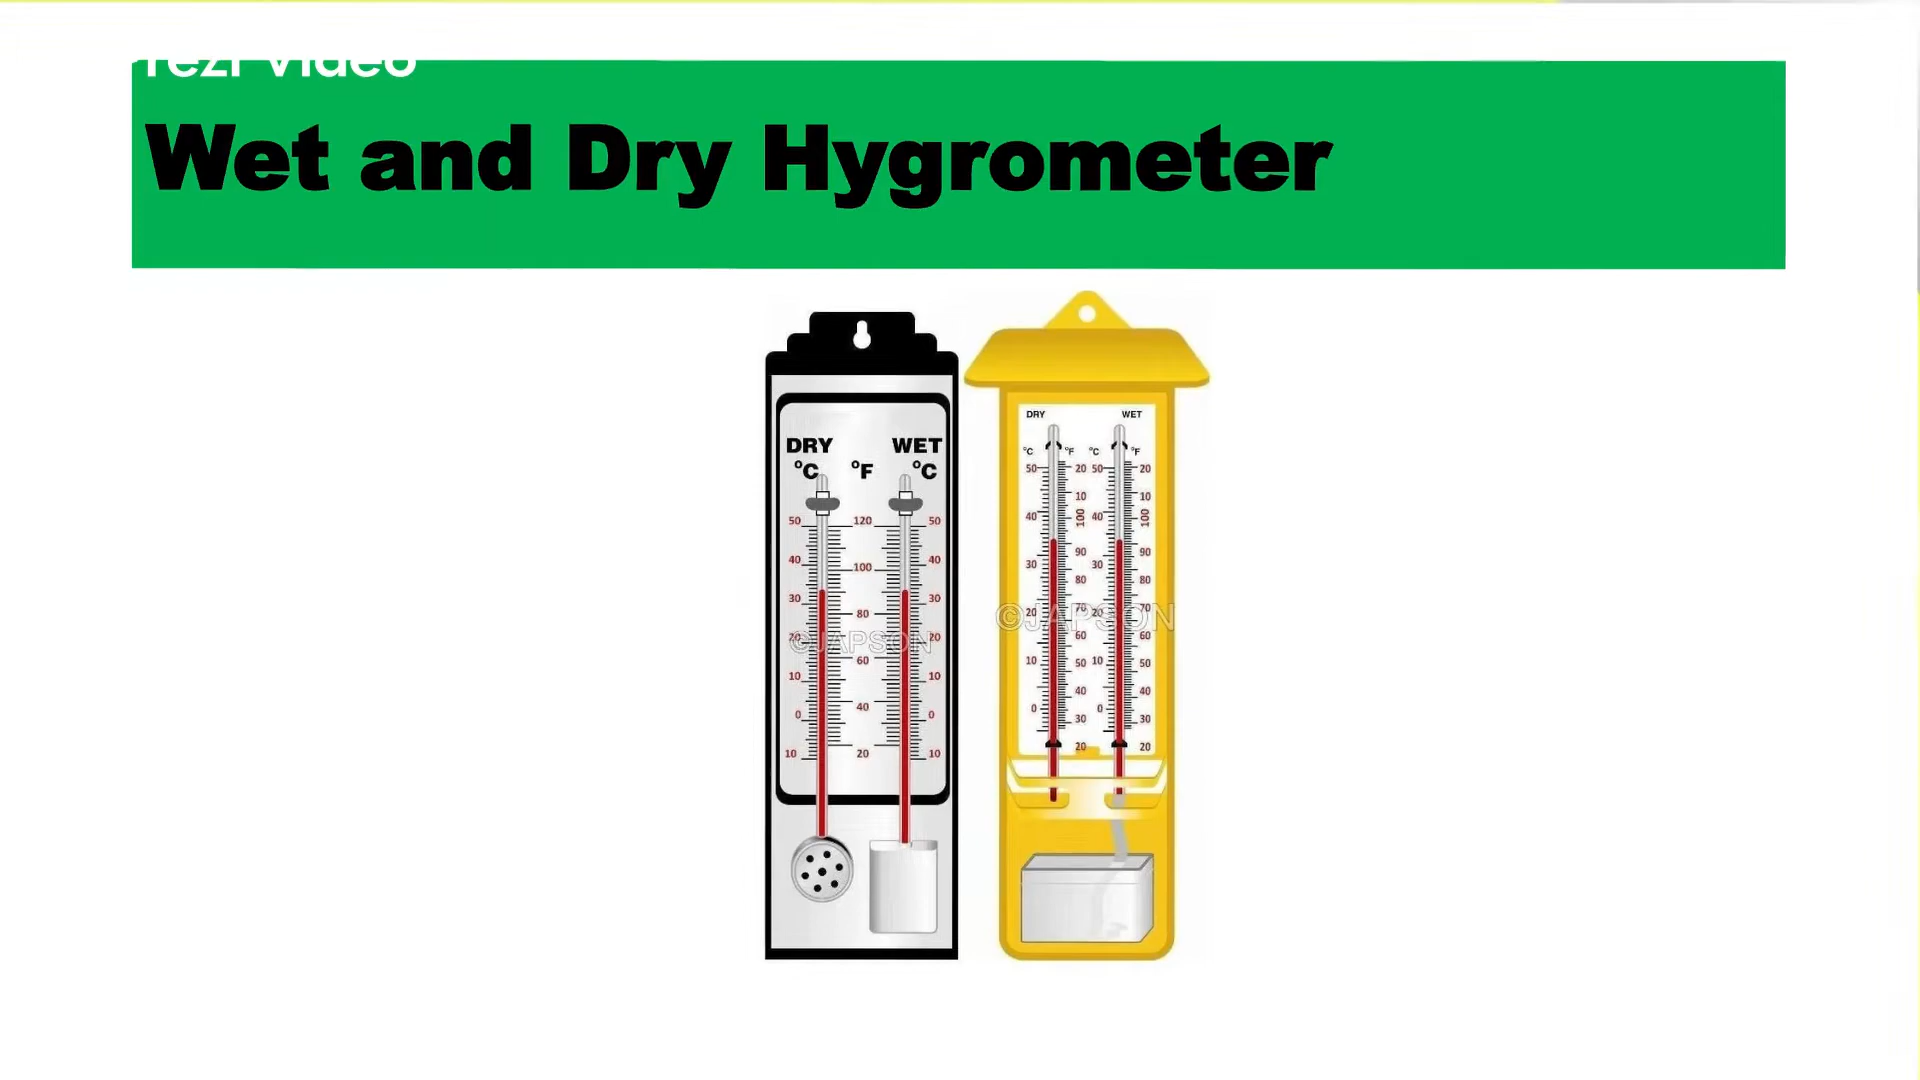 rezi Video
Wet and Dry Hygrometer
DRY WET
°C °F °C
50 120 50
40 40
100
30 30
80
20 20
60
10 10
40
0 0
10 20 10
©JAPSON
DRY WET
°C °F °C °F
50 20 50 20
10 10
40 100 40 100
90 90
30 30
80 80
20 70 20 70
60 60
10 50 10 50
40 40
0 0
30 30
20 20
©JAPSON